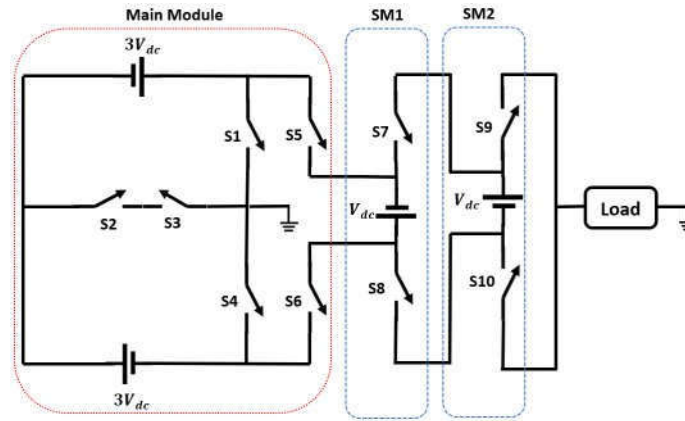 Main Module
SM1
SM2
3V_dc
S1
S5
S7
S9
S2
S3
V_dc
V_dc
Load
S4
S6
S8
S10
3V_dc